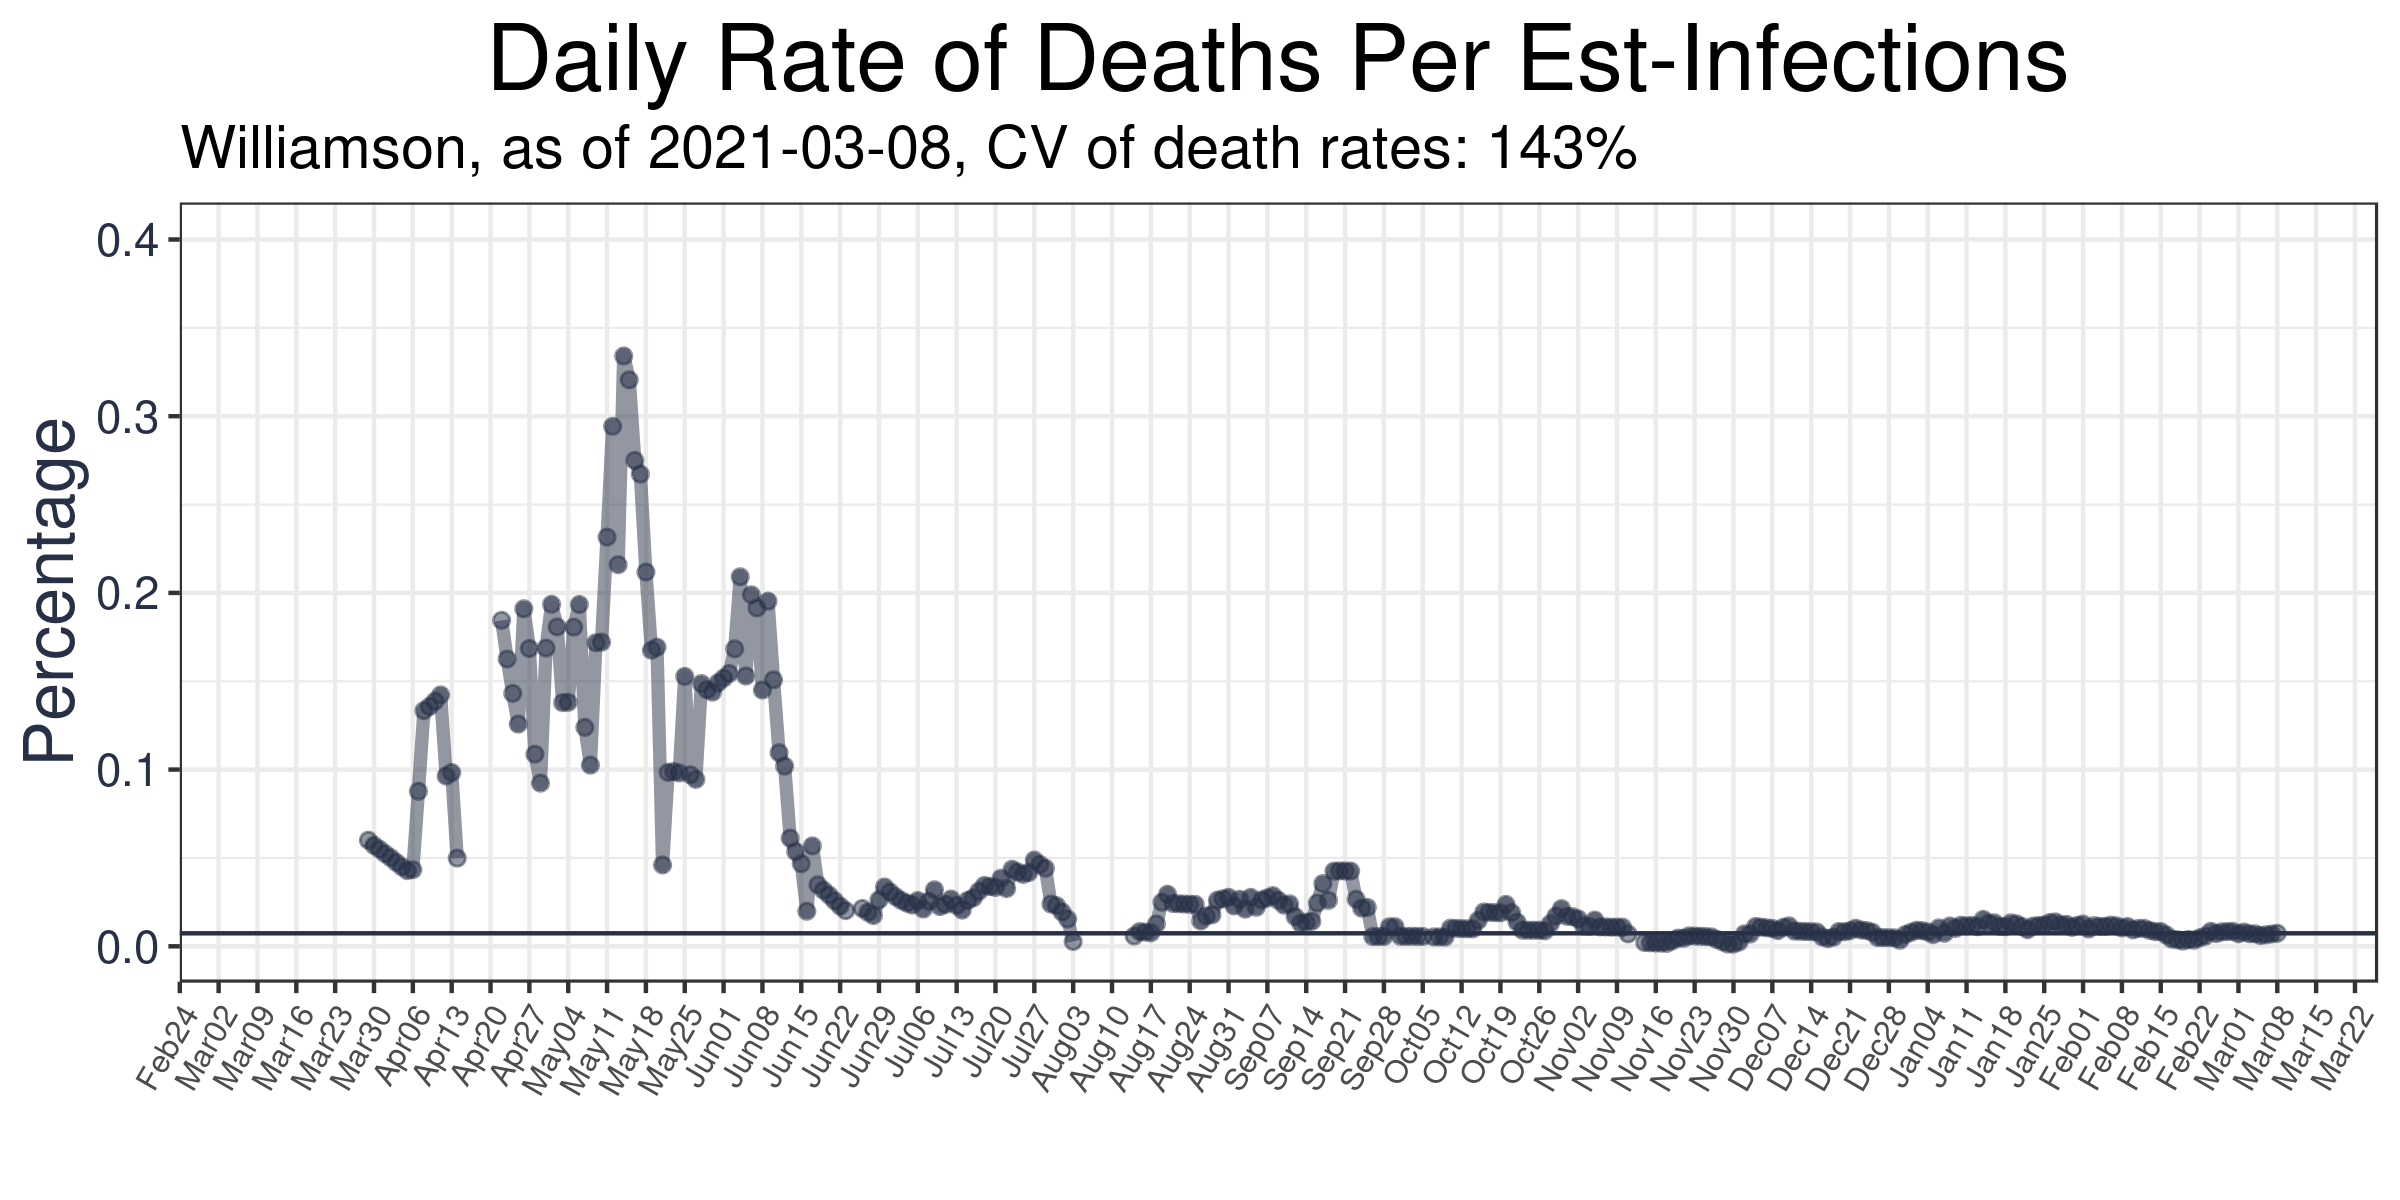 Daily Rate of Deaths Per Est-Infections
Williamson, as of 2021-03-08, CV of death rates: 143%
Percentage
0.4
0.3
0.2
0.1
0.0
Feb24
Mar02
Mar09
Mar16
Mar23
Mar30
Apr06
Apr13
Apr20
Apr27
May04
May11
May18
May25
Jun01
Jun08
Jun15
Jun22
Jun29
Jul06
Jul13
Jul20
Jul27
Aug03
Aug10
Aug17
Aug24
Aug31
Sep07
Sep14
Sep21
Sep28
Oct05
Oct12
Oct19
Oct26
Nov02
Nov09
Nov16
Nov23
Nov30
Dec07
Dec14
Dec21
Dec28
Jan04
Jan11
Jan18
Jan25
Feb01
Feb08
Feb15
Feb22
Mar01
Mar08
Mar15
Mar22